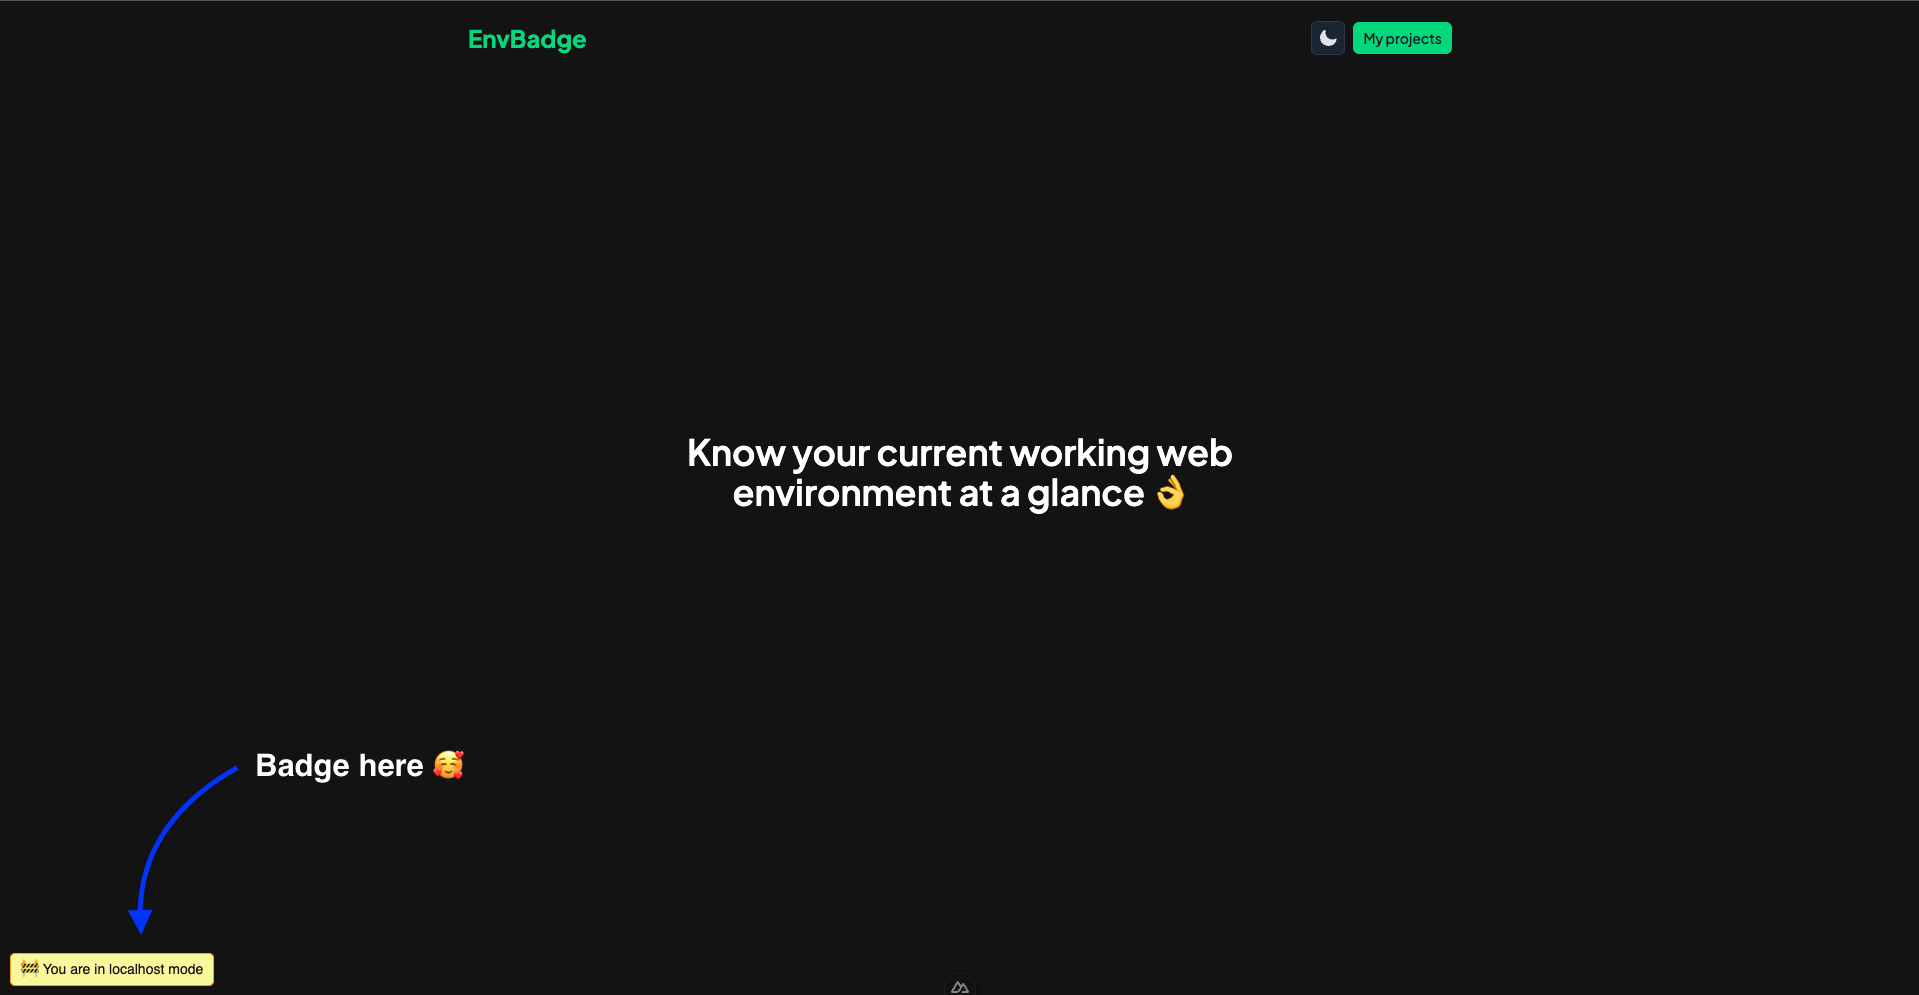 EnvBadge
My projects
Know your current working web
environment at a glance 👌
Badge here 🥰
🚧 You are in localhost mode